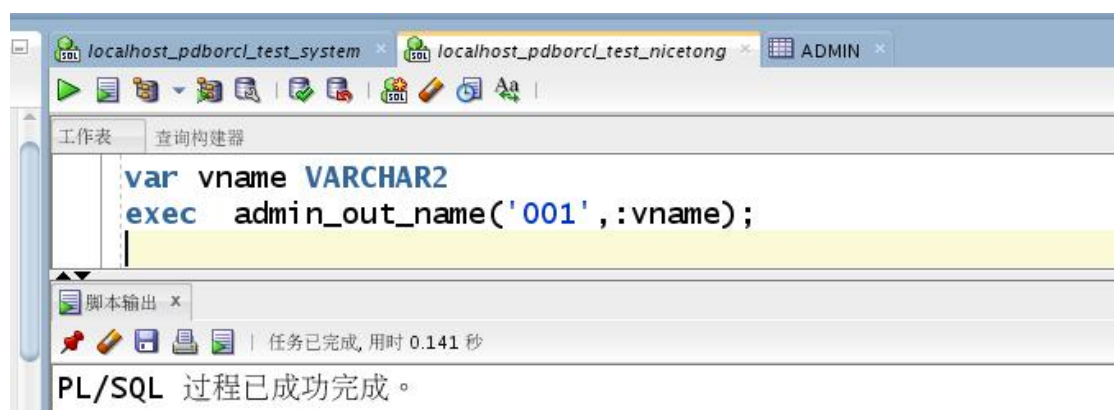 localhost_pdborcl_test_system
localhost_pdborcl_test_nicetong
ADMIN
工作表
查询构建器
var vname VARCHAR2
exec admin_out_name('001',:vname);
脚本输出
任务已完成, 用时 0.141 秒
PL/SQL 过程已成功完成。